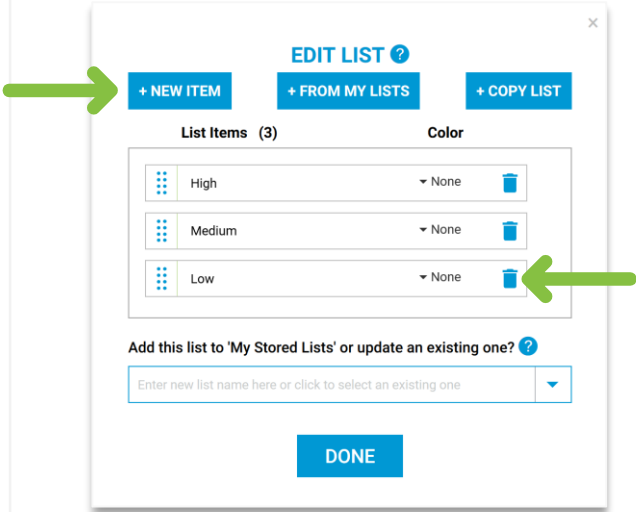 ×
EDIT LIST ?
+ NEW ITEM + FROM MY LISTS + COPY LIST
List Items (3) Color
High None
Medium None
Low None
Add this list to 'My Stored Lists' or update an existing one? ?
Enter new list name here or click to select an existing one
DONE